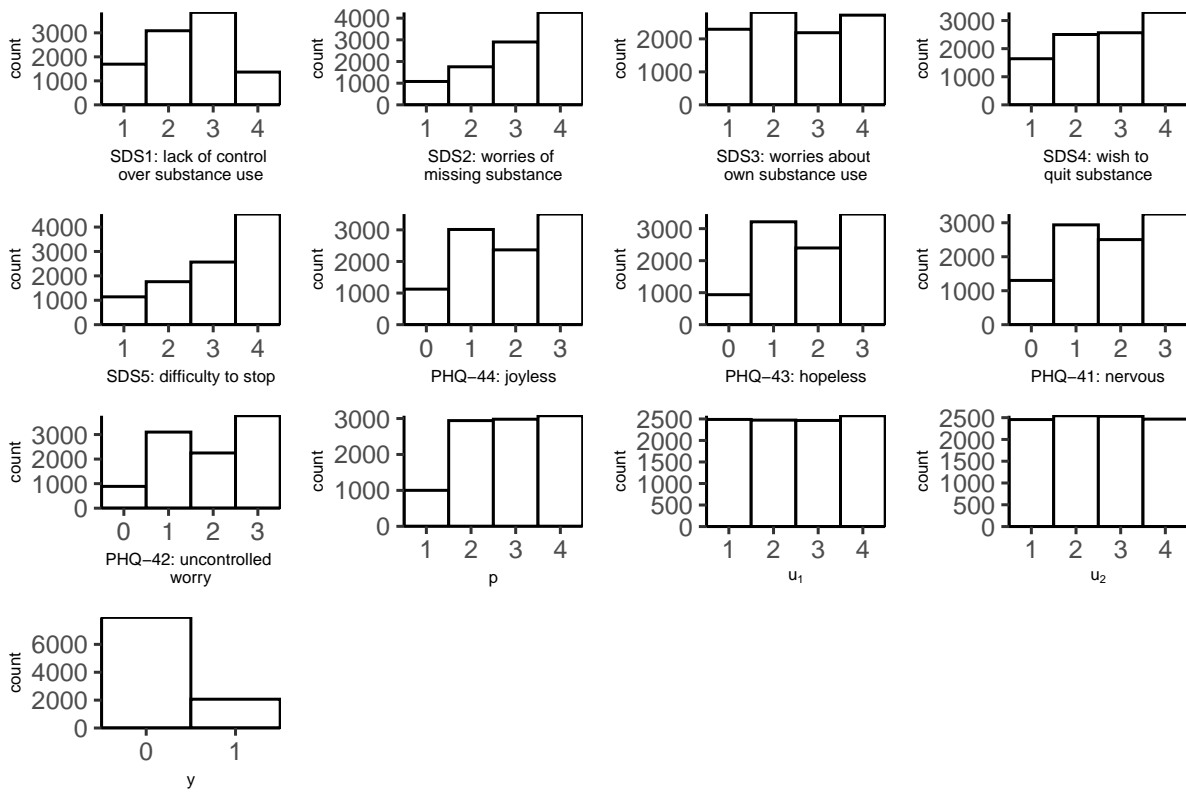 count
3000
2000
1000
0
1 2 3 4
SDS1: lack of control
over substance use
count
4000
3000
2000
1000
0
1 2 3 4
SDS2: worries of
missing substance
count
2000
1000
0
1 2 3 4
SDS3: worries about
own substance use
count
3000
2000
1000
0
1 2 3 4
SDS4: wish to
quit substance
count
4000
3000
2000
1000
0
1 2 3 4
SDS5: difficulty to stop
count
3000
2000
1000
0
0 1 2 3
PHQ−44: joyless
count
3000
2000
1000
0
0 1 2 3
PHQ−43: hopeless
count
3000
2000
1000
0
0 1 2 3
PHQ−41: nervous
count
3000
2000
1000
0
0 1 2 3
PHQ−42: uncontrolled
worry
count
3000
2000
1000
0
1 2 3 4
p
count
2500
2000
1500
1000
500
0
1 2 3 4
u₁
count
2500
2000
1500
1000
500
0
1 2 3 4
u₂
count
6000
4000
2000
0
0 1
y